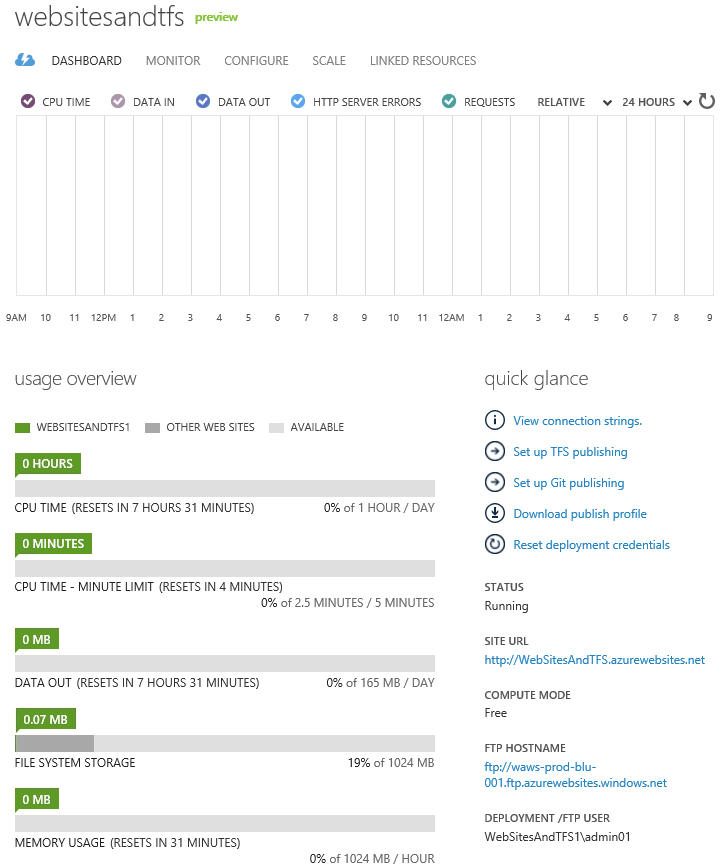 websitesandtfs preview
DASHBOARD MONITOR CONFIGURE SCALE LINKED RESOURCES
CPU TIME DATA IN DATA OUT HTTP SERVER ERRORS REQUESTS RELATIVE 24 HOURS
9AM 10 11 12PM 1 2 3 4 5 6 7 8 9 10 11 12AM 1 2 3 4 5 6 7 8 9
usage overview
WEBSITESANDTFS1 OTHER WEB SITES AVAILABLE
0 HOURS
CPU TIME (RESETS IN 7 HOURS 31 MINUTES) 0% of 1 HOUR / DAY
0 MINUTES
CPU TIME - MINUTE LIMIT (RESETS IN 4 MINUTES)
0% of 2.5 MINUTES / 5 MINUTES
0 MB
DATA OUT (RESETS IN 7 HOURS 31 MINUTES) 0% of 165 MB / DAY
0.07 MB
FILE SYSTEM STORAGE 19% of 1024 MB
0 MB
MEMORY USAGE (RESETS IN 31 MINUTES)
0% of 1024 MB / HOUR
quick glance
View connection strings.
Set up TFS publishing
Set up Git publishing
Download publish profile
Reset deployment credentials
STATUS
Running
SITE URL
http://WebSitesAndTFS.azurewebsites.net
COMPUTE MODE
Free
FTP HOSTNAME
ftp://waws-prod-blu-
001.ftp.azurewebsites.windows.net
DEPLOYMENT /FTP USER
WebSitesAndTFS1\admin01